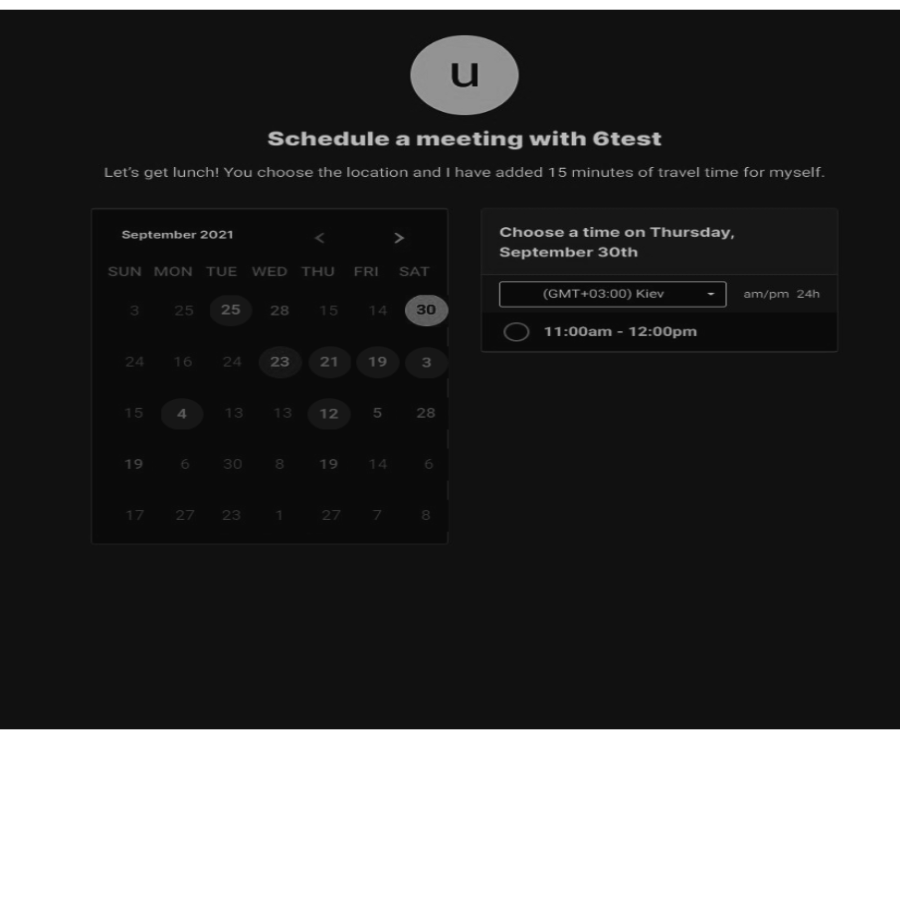 u
Schedule a meeting with 6test
Let's get lunch! You choose the location and I have added 15 minutes of travel time for myself.
September 2021 < >
SUN MON TUE WED THU FRI SAT
3 25 25 28 15 14 30
24 16 24 23 21 19 3
15 4 13 13 12 5 28
19 6 30 8 19 14 6
17 27 23 1 27 7 8
Choose a time on Thursday,
September 30th
(GMT+03:00) Kiev am/pm 24h
11:00am - 12:00pm